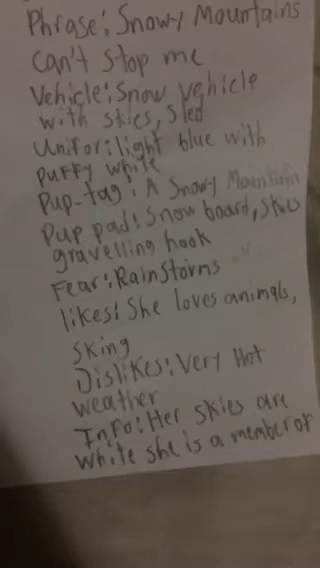 Phrase: Snowy Mountains
can't stop me
Vehicle: Snow vehicle
with skies, sled
Unifor: light blue with
puffy white
Pup-tag: A Snowy Mountain
Pup pad: Snow board, skies
gravelling hook
Fear: Rainstorms
likes: She loves animals,
sking
Dislikes: Very Hot
weather
Info: Her skies are
white she is a member of